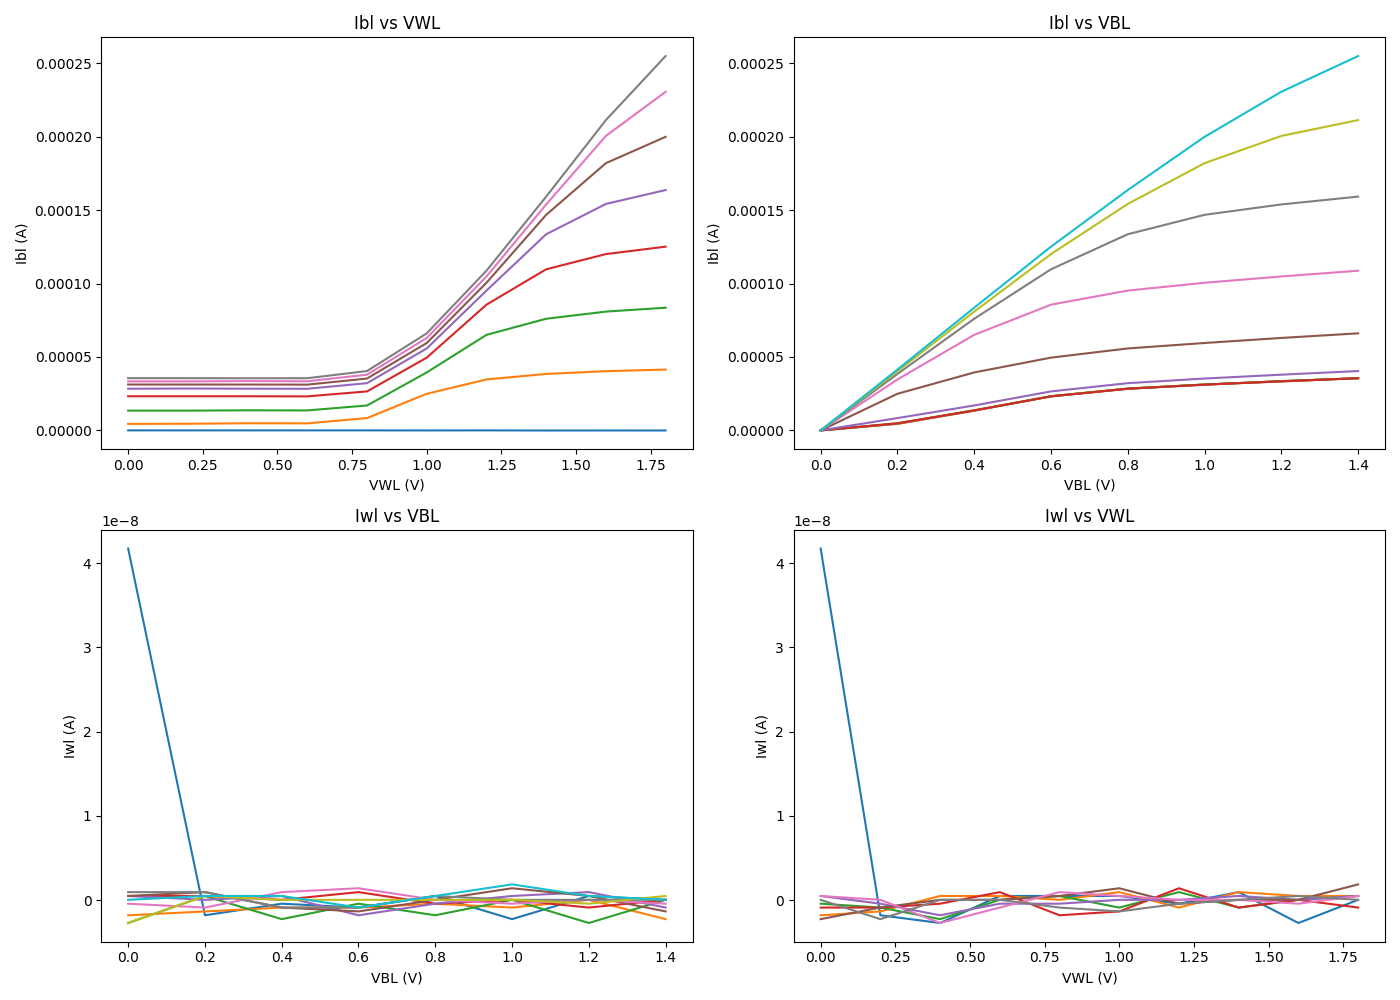 Ibl vs VWL
Ibl (A)
0.00025
0.00020
0.00015
0.00010
0.00005
0.00000
0.00 0.25 0.50 0.75 1.00 1.25 1.50 1.75
VWL (V)
Ibl vs VBL
Ibl (A)
0.00025
0.00020
0.00015
0.00010
0.00005
0.00000
0.0 0.2 0.4 0.6 0.8 1.0 1.2 1.4
VBL (V)
Iwl vs VBL
1e−8
Iwl (A)
4
3
2
1
0
0.0 0.2 0.4 0.6 0.8 1.0 1.2 1.4
VBL (V)
Iwl vs VWL
1e−8
Iwl (A)
4
3
2
1
0
0.00 0.25 0.50 0.75 1.00 1.25 1.50 1.75
VWL (V)